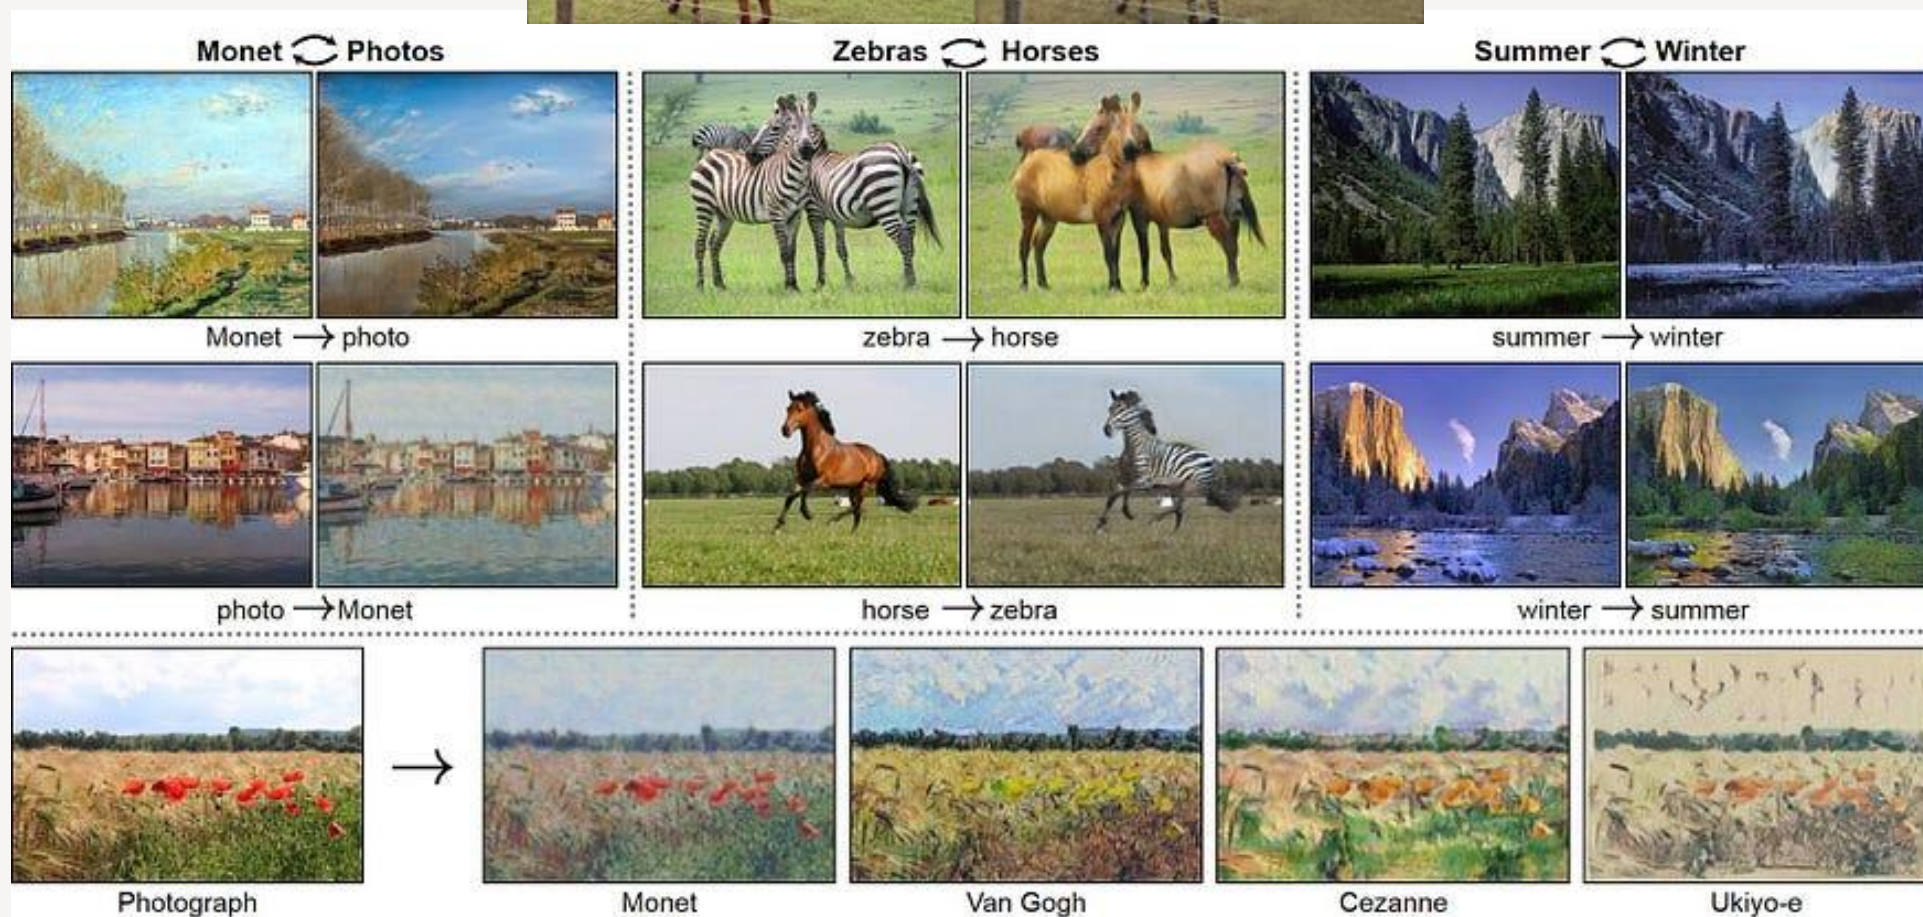 Monet Photos
Zebras Horses
Summer Winter
Monet → photo
zebra → horse
summer → winter
photo → Monet
horse → zebra
winter → summer
Photograph
Monet
Van Gogh
Cezanne
Ukiyo-e